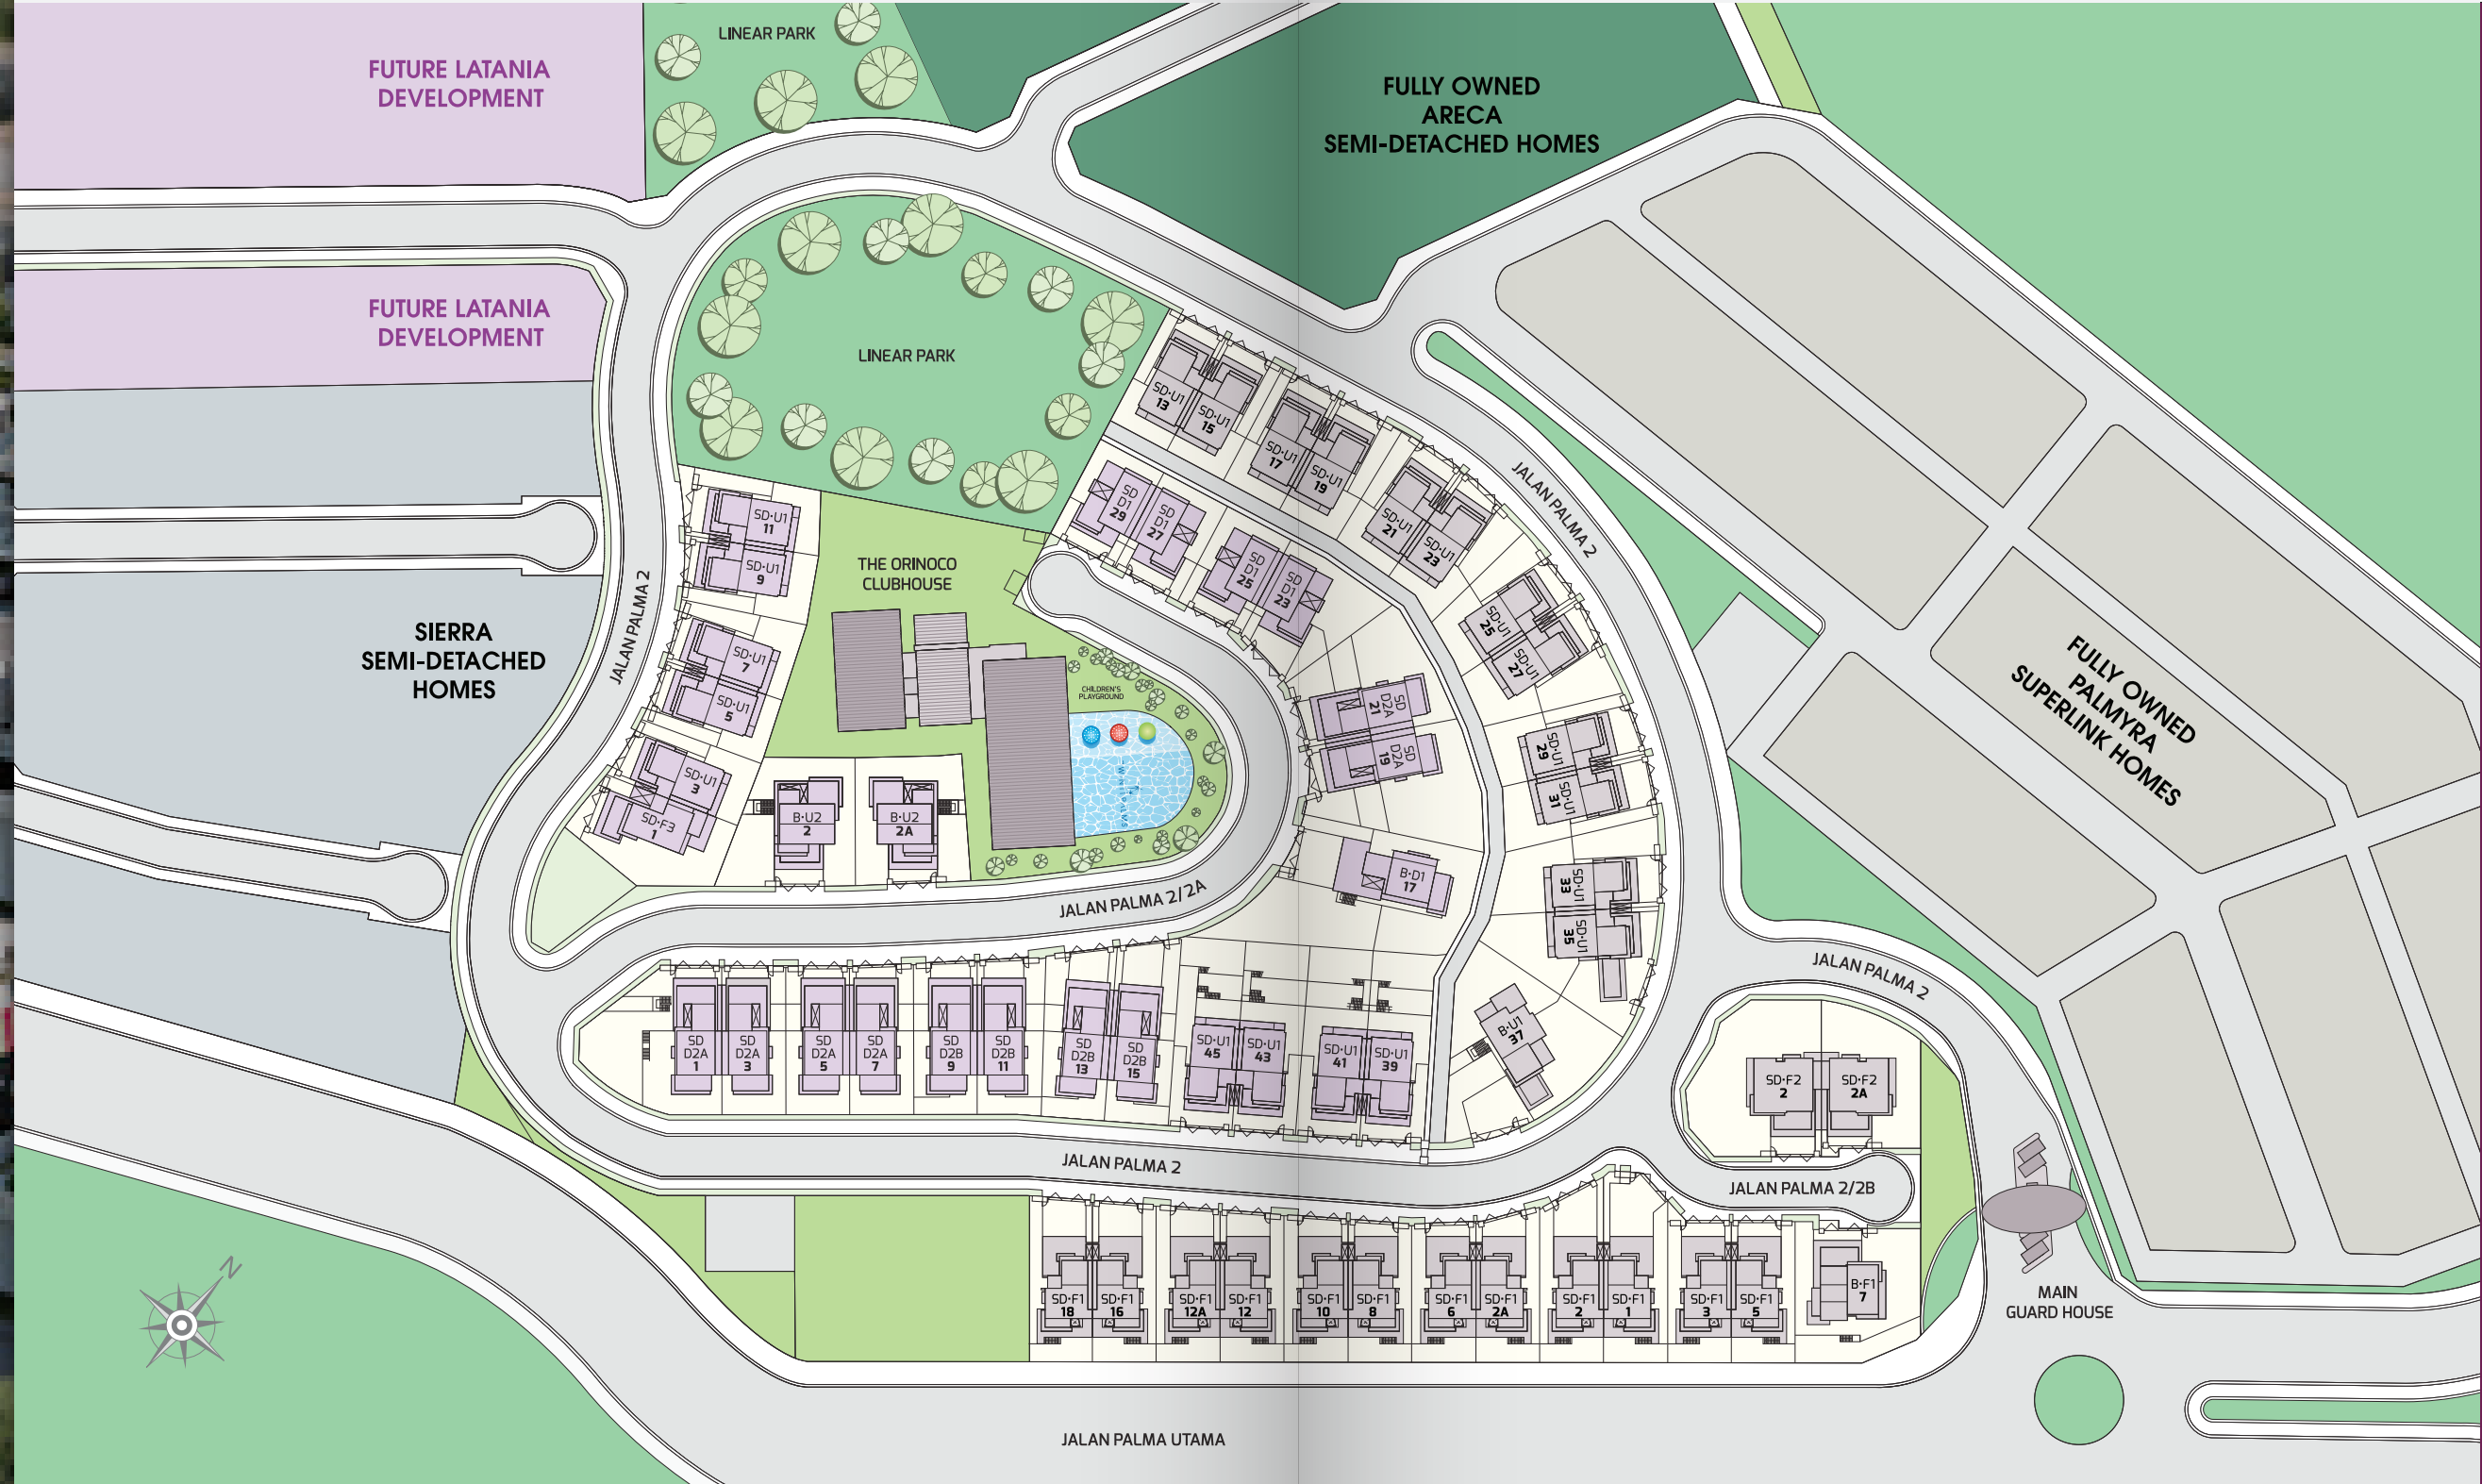 LINEAR PARK
FUTURE LATANIA
DEVELOPMENT
FULLY OWNED
ARECA
SEMI-DETACHED HOMES
FUTURE LATANIA
DEVELOPMENT
LINEAR PARK
SD•U1
13
SD•U1
15
SD•U1
17
SD•U1
19
SD•U1
21
SD•U1
23
JALAN PALMA 2
SD
D1
29
SD
D1
27
SD
D1
25
SD
D1
23
SD•U1
25
SD•U1
27
SD•U1
11
SD•U1
9
THE ORINOCO
CLUBHOUSE
JALAN PALMA 2
SIERRA
SEMI-DETACHED
HOMES
SD•U1
7
SD•U1
5
CHILDREN'S
PLAYGROUND
SD
D2A
21
SD
D2A
19
SD•U1
29
SD•U1
31
FULLY OWNED
PALMYRA
SUPERLINK HOMES
SD•U1
3
SD•F3
1
B•U2
2
B•U2
2A
B•D1
17
SD•U1
33
SD•U1
35
JALAN PALMA 2/2A
JALAN PALMA 2
SD
D2A
1
SD
D2A
3
SD
D2A
5
SD
D2A
7
SD
D2B
9
SD
D2B
11
SD
D2B
13
SD
D2B
15
SD•U1
45
SD•U1
43
SD•U1
41
SD•U1
39
B•U1
37
SD•F2
2
SD•F2
2A
JALAN PALMA 2
JALAN PALMA 2/2B
SD•F1
18
SD•F1
16
SD•F1
12A
SD•F1
12
SD•F1
10
SD•F1
8
SD•F1
6
SD•F1
2A
SD•F1
2
SD•F1
1
SD•F1
3
SD•F1
5
B•F1
7
MAIN
GUARD HOUSE
N
JALAN PALMA UTAMA